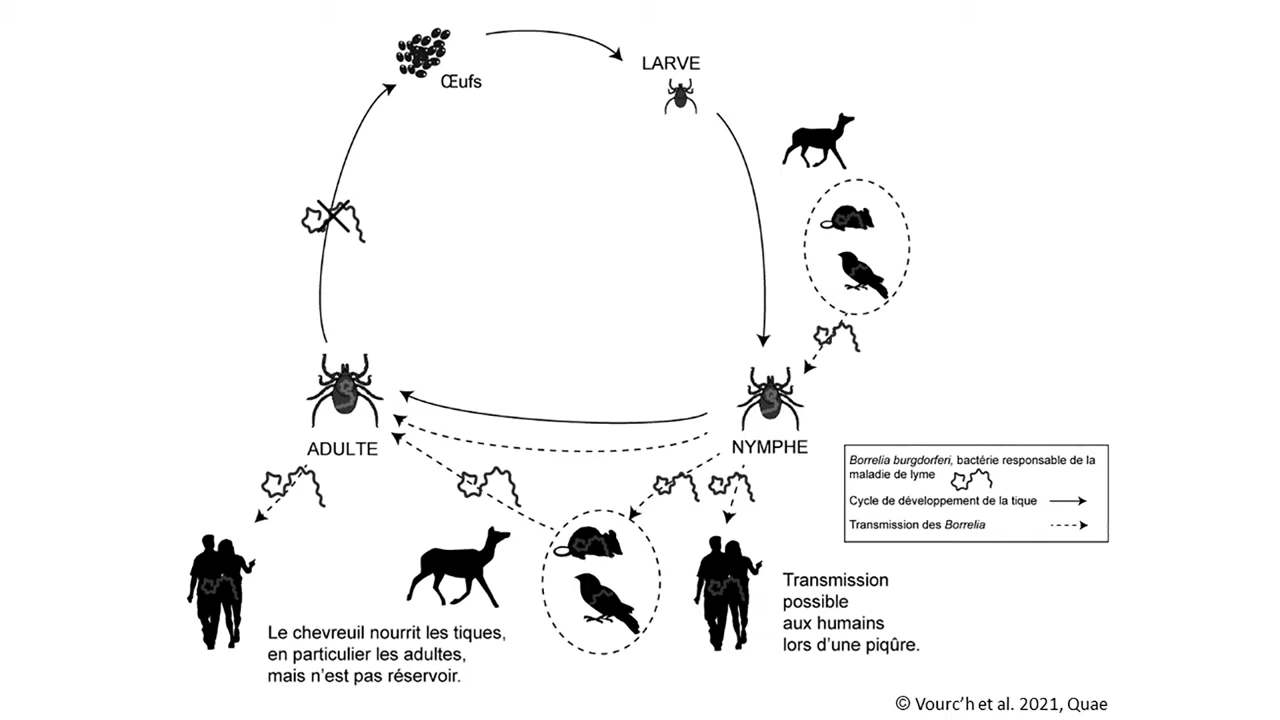 Œufs
LARVE
ADULTE
NYMPHE
Borrelia burgdorferi, bactérie responsable de la
maladie de lyme
Cycle de développement de la tique
Transmission des Borrelia
Transmission
possible
aux humains
lors d’une piqûre.
Le chevreuil nourrit les tiques,
en particulier les adultes,
mais n’est pas réservoir.
© Vourc’h et al. 2021, Quae